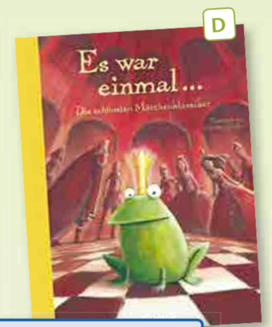 D
Es war
einmal...
Die schönsten Märchenklassiker